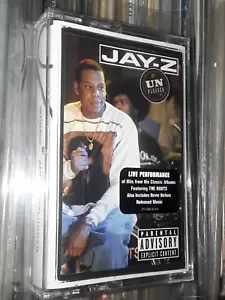 JAY-Z
UN
PLUGGED
LIVE PERFORMANCE
of Hits from His Classic Albums
Featuring THE ROOTS
Also Includes Never Before
Released Music
PARENTAL
ADVISORY
EXPLICIT CONTENT